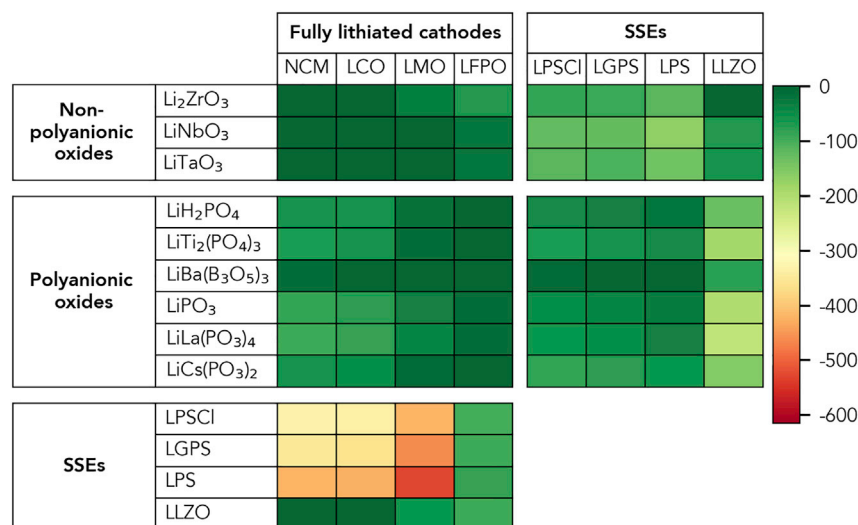 Fully lithiated cathodes SSEs
NCM LCO LMO LFPO LPSCl LGPS LPS LLZO
Non-
polyanionic
oxides
Li₂ZrO₃
LiNbO₃
LiTaO₃
Polyanionic
oxides
LiH₂PO₄
LiTi₂(PO₄)₃
LiBa(B₃O₅)₃
LiPO₃
LiLa(PO₃)₄
LiCs(PO₃)₂
SSEs
LPSCl
LGPS
LPS
LLZO
0
-100
-200
-300
-400
-500
-600